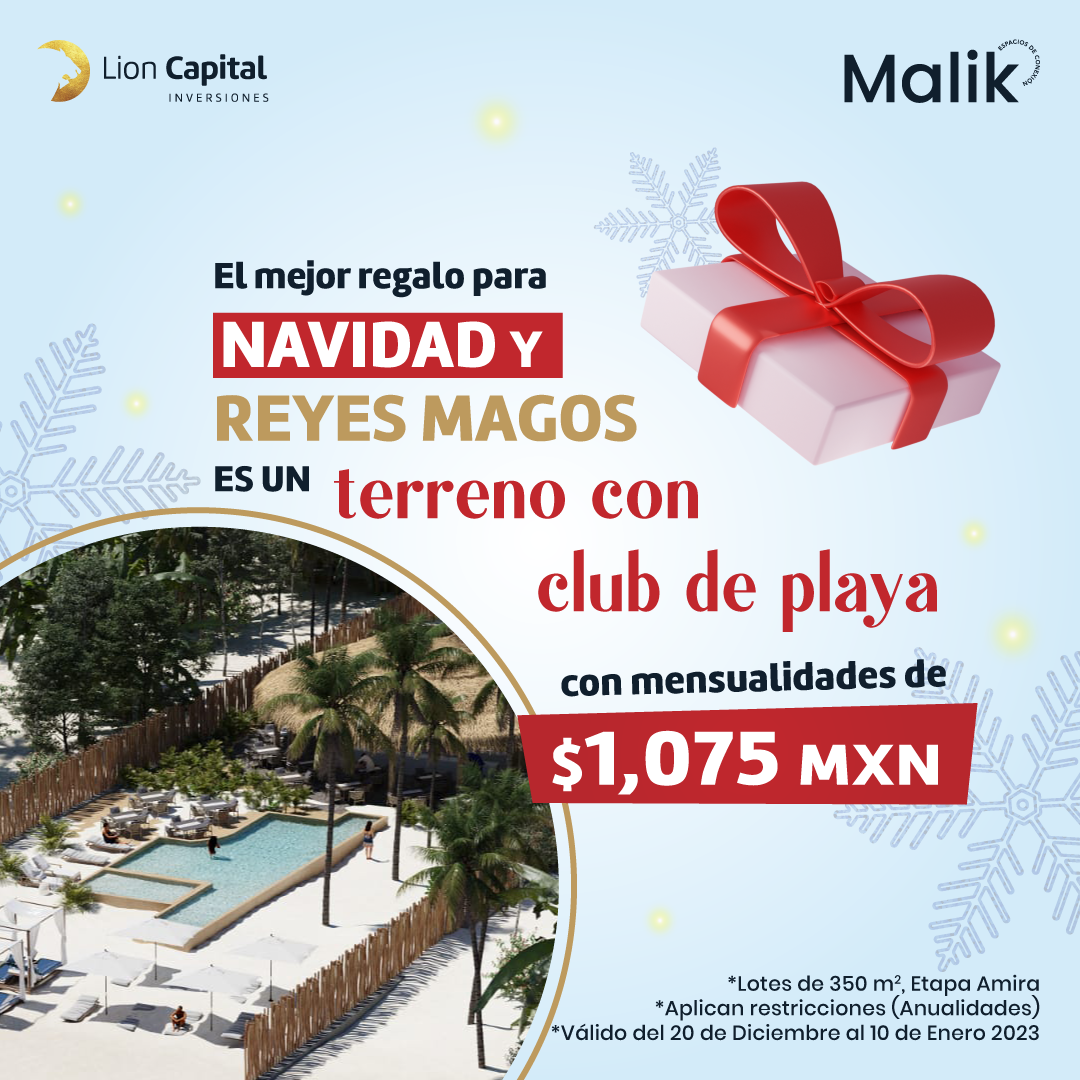 Lion Capital
INVERSIONES
Malik
ESPACIOS DE CONEXIÓN
El mejor regalo para
NAVIDAD Y
REYES MAGOS
ES UN terreno con
club de playa
con mensualidades de
$1,075 MXN
*Lotes de 350 m², Etapa Amira
*Aplican restricciones (Anualidades)
*Válido del 20 de Diciembre al 10 de Enero 2023